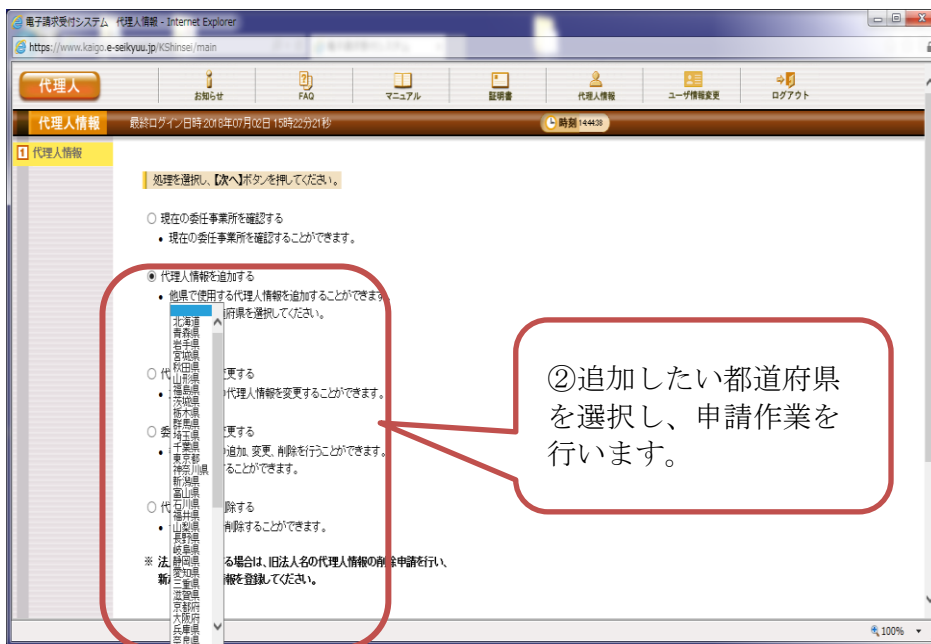 電子請求受付システム 代理人情報 - Internet Explorer
https://www.kaigo.e-seikyuu.jp/KShinsei/main
代理人
お知らせ
FAQ
マニュアル
証明書
代理人情報
ユーザ情報変更
ログアウト
代理人情報
最終ログイン日時 2018年07月02日 15時22分21秒
時刻 14:44:38
1 代理人情報
処理を選択し、【次へ】ボタンを押してください。
現在の委任事業所を確認する
• 現在の委任事業所を確認することができます。
代理人情報を追加する
• 他県で使用する代理人情報を追加することができます。
府県を選択してください。
北海道
青森県
岩手県
宮城県
秋田県
山形県
福島県
茨城県
栃木県
群馬県
埼玉県
千葉県
東京都
神奈川県
新潟県
富山県
石川県
福井県
山梨県
長野県
岐阜県
静岡県
愛知県
三重県
滋賀県
京都府
大阪府
兵庫県
奈良県
代 更する
の代理人情報を変更することができます。
委 更する
の追加、変更、削除を行うことができます。
ることができます。
代 除する
削除することができます。
※ 法 る場合は、旧法人名の代理人情報の削除申請を行い、
新 報を登録してください。
②追加したい都道府県
を選択し、申請作業を
行います。
100%